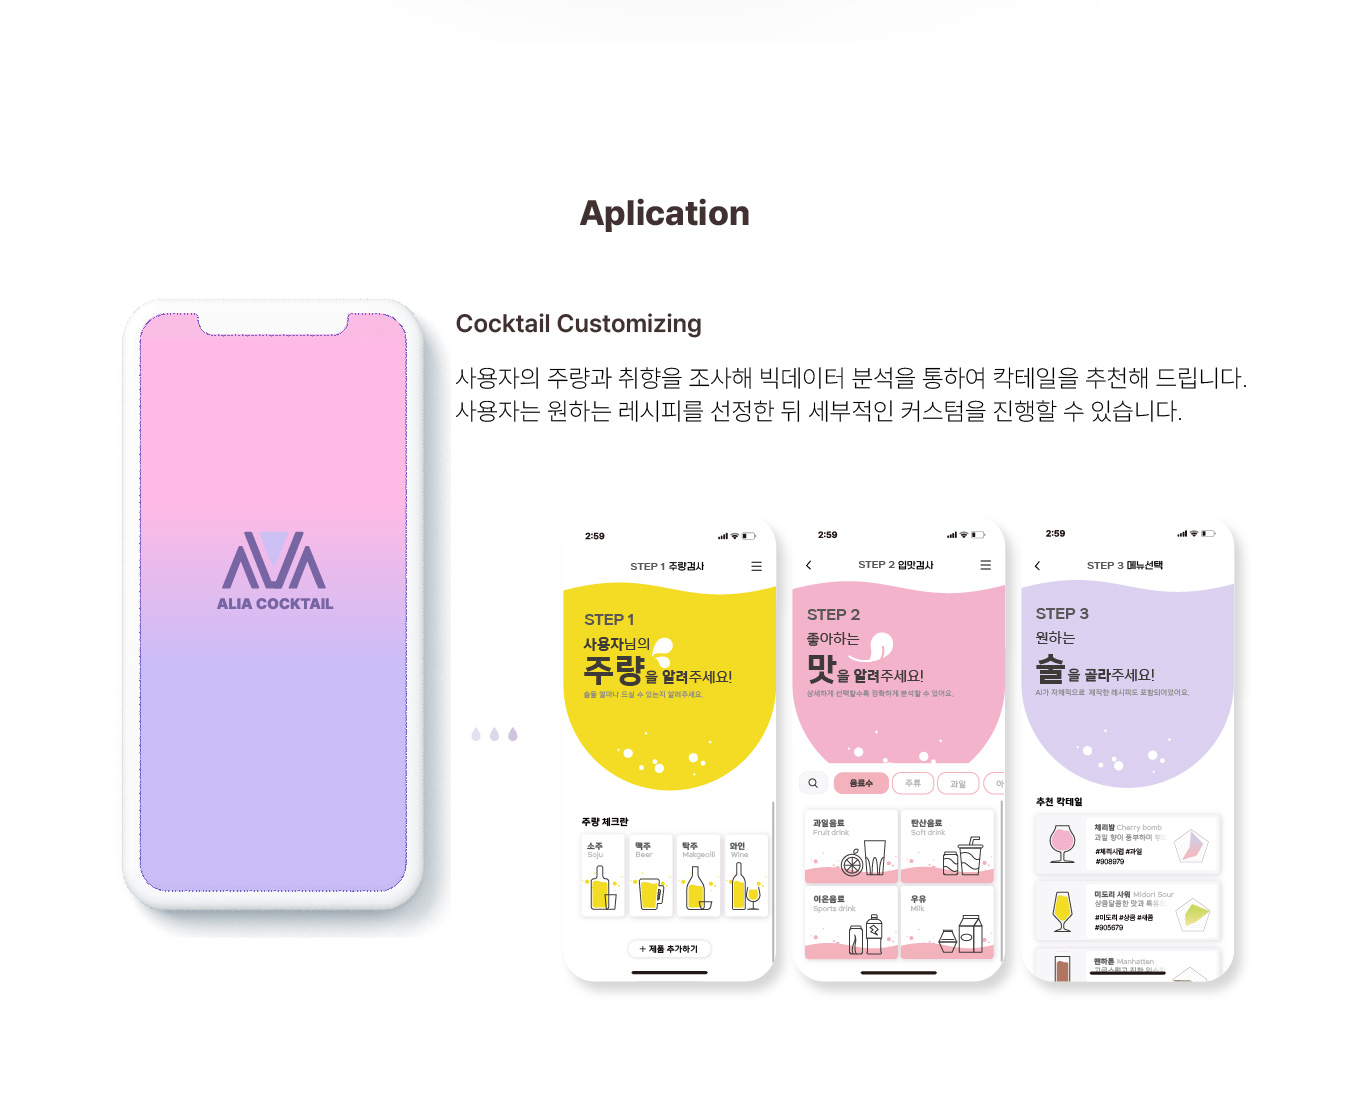 Aplication
Cocktail Customizing
사용자의 주량과 취향을 조사해 빅데이터 분석을 통하여 칵테일을 추천해 드립니다.
사용자는 원하는 레시피를 선정한 뒤 세부적인 커스텀을 진행할 수 있습니다.
ALIA COCKTAIL
2:59
STEP 1 주량검사
STEP 1
사용자님의
주량을 알려주세요!
술을 얼마나 드실 수 있는지 알려주세요.
주량 체크란
소주
Soju
맥주
Beer
탁주
Makgeolli
와인
Wine
+ 제품 추가하기
2:59
STEP 2 입맛검사
STEP 2
좋아하는
맛을 알려주세요!
상세하게 선택할수록 정확하게 분석할 수 있어요.
음료수
주류
과일
아
과일음료
Fruit drink
탄산음료
Soft drink
이온음료
Sports drink
우유
Milk
2:59
STEP 3 메뉴선택
STEP 3
원하는
술을 골라주세요!
AI가 자체적으로 제작한 레시피도 포함되어있어요.
추천 칵테일
체리밤 Cherry bomb
과일 향이 풍부하며
#체리시럽 #과일
#908979
미도리 사워 Midori Sour
상큼달콤한 맛과
#미도리 #상큼 #새콤
#905679
맨하튼 Manhatten